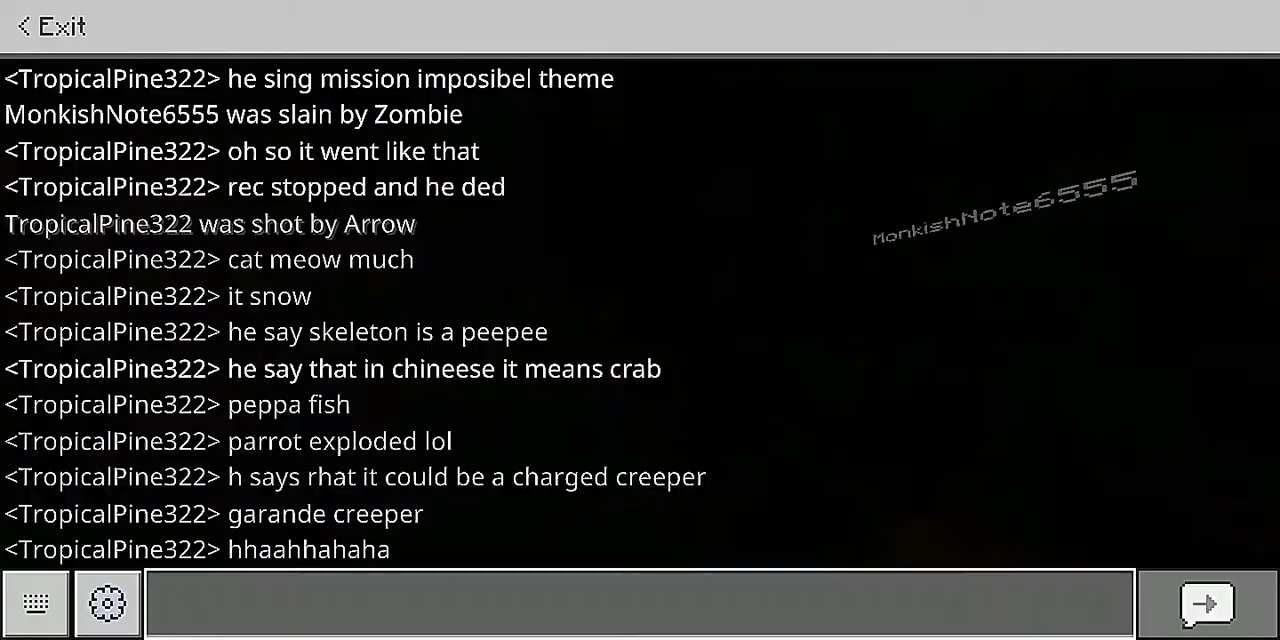 < Exit
<TropicalPine322> he sing mission imposibel theme
MonkishNote6555 was slain by Zombie
<TropicalPine322> oh so it went like that
MonkishNote6555
<TropicalPine322> rec stopped and he ded
TropicalPine322 was shot by Arrow
<TropicalPine322> cat meow much
<TropicalPine322> it snow
<TropicalPine322> he say skeleton is a peepee
<TropicalPine322> he say that in chineese it means crab
<TropicalPine322> peppa fish
<TropicalPine322> parrot exploded lol
<TropicalPine322> h says rhat it could be a charged creeper
<TropicalPine322> garande creeper
<TropicalPine322> hhaahhahaha